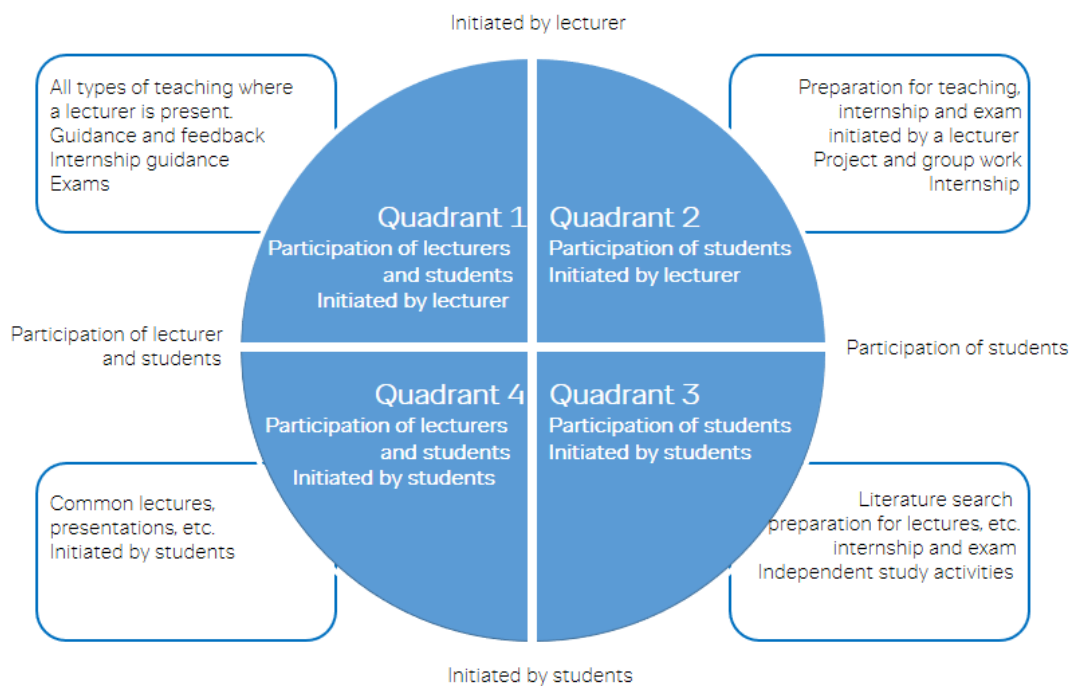 Initiated by lecturer
All types of teaching where
a lecturer is present.
Guidance and feedback
Internship guidance
Exams
Preparation for teaching,
internship and exam
initiated by a lecturer
Project and group work
Internship
Quadrant 1
Participation of lecturers
and students
Initiated by lecturer
Quadrant 2
Participation of students
Initiated by lecturer
Participation of lecturer
and students
Participation of students
Quadrant 4
Participation of lecturers
and students
Initiated by students
Quadrant 3
Participation of students
Initiated by students
Common lectures,
presentations, etc.
Initiated by students
Literature search
preparation for lectures, etc.
internship and exam
Independent study activities
Initiated by students